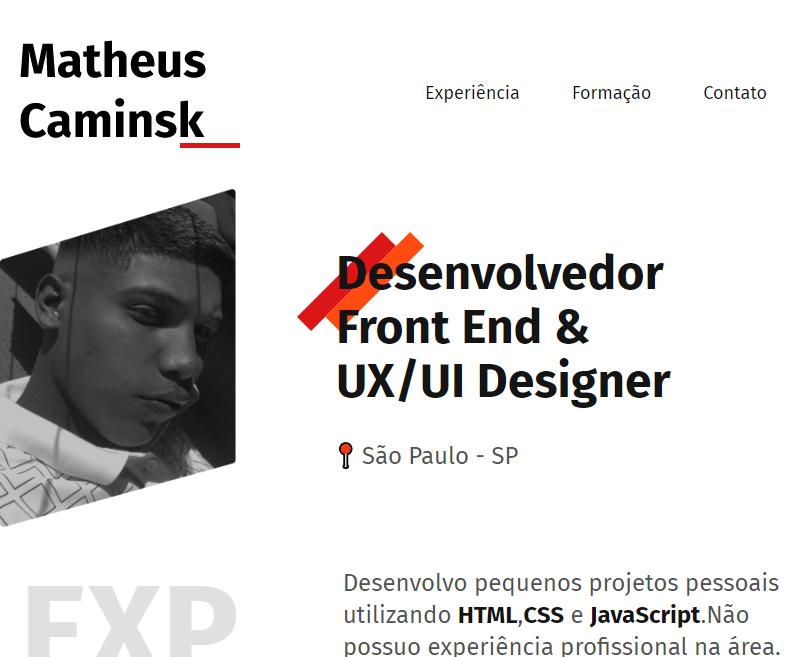 Matheus
Caminsk
Experiência Formação Contato
Desenvolvedor
Front End &
UX/UI Designer
São Paulo - SP
EXP
Desenvolvo pequenos projetos pessoais
utilizando HTML,CSS e JavaScript.Não
possuo experiência profissional na área.